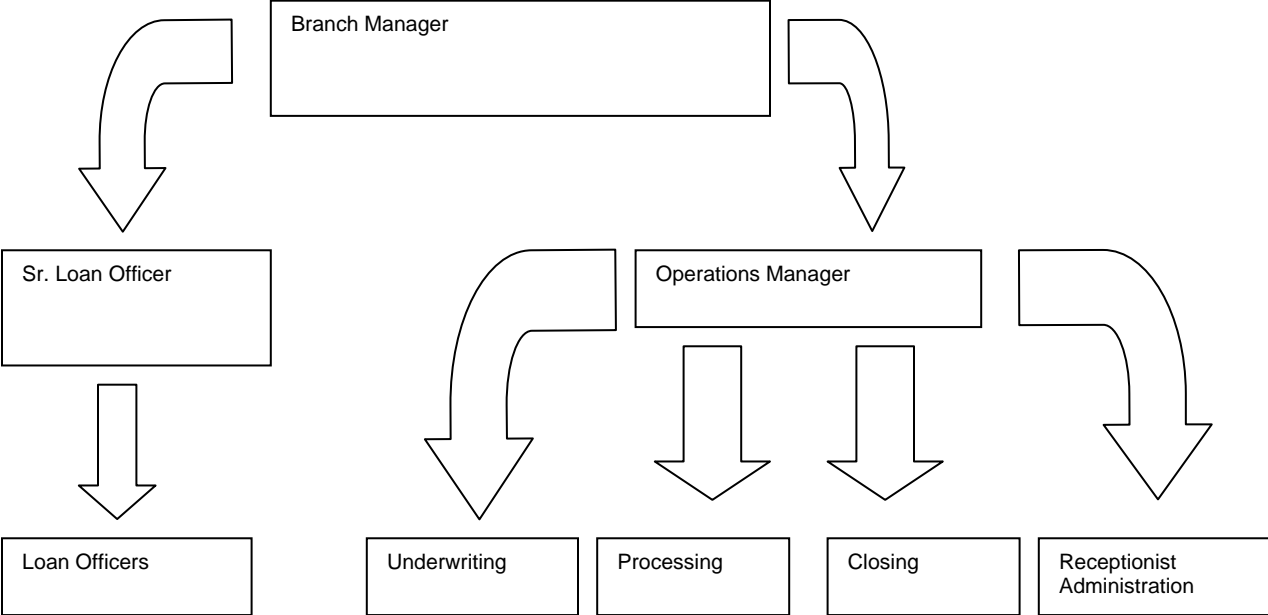 Branch Manager
Sr. Loan Officer
Operations Manager
Loan Officers
Underwriting
Processing
Closing
Receptionist
Administration